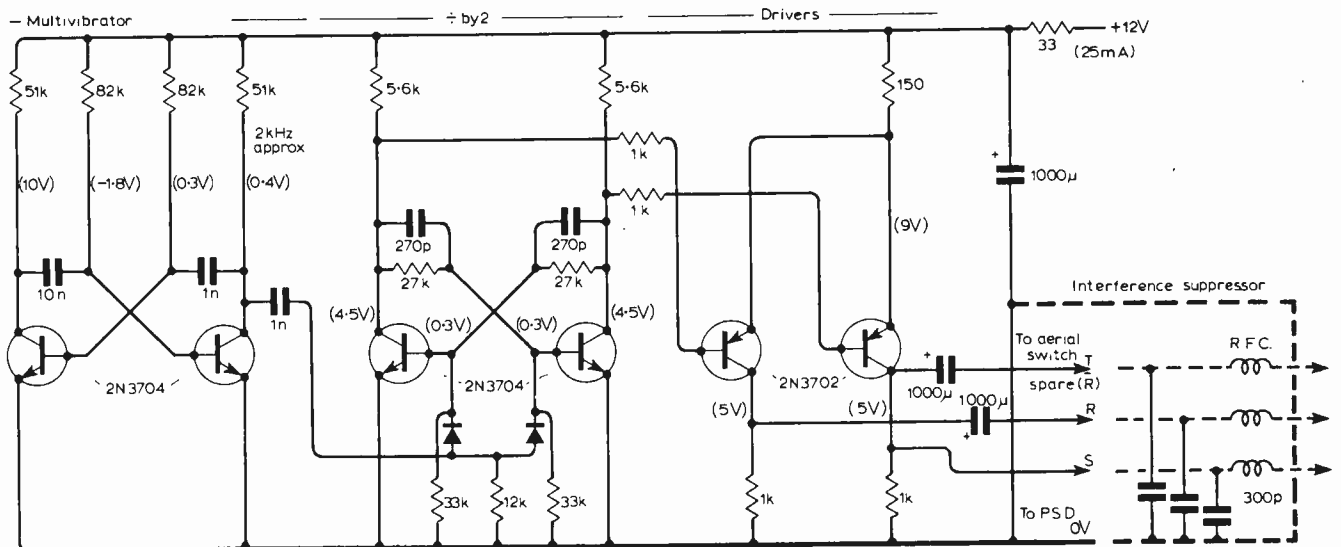 Multivibrator ÷ by 2 Drivers
+12V
33 (25mA)
51k 82k 82k 51k 5·6k 5·6k 150
2kHz
approx
1k
1000µ
+
(10V) (-1·8V) (0·3V) (0·4V)
1k
(9V)
270p 270p
27k 27k
10n 1n
1n
Interference suppressor
(4·5V) (0·3V) (0·3V) (4·5V)
To aerial
switch
R.F.C.
T
2N3704 2N3704 2N3702
+
1000µ
spare (R)
1000µ
+
R
(5V) (5V)
S
33k 12k 33k 1k 1k
300p
To PSD
0V